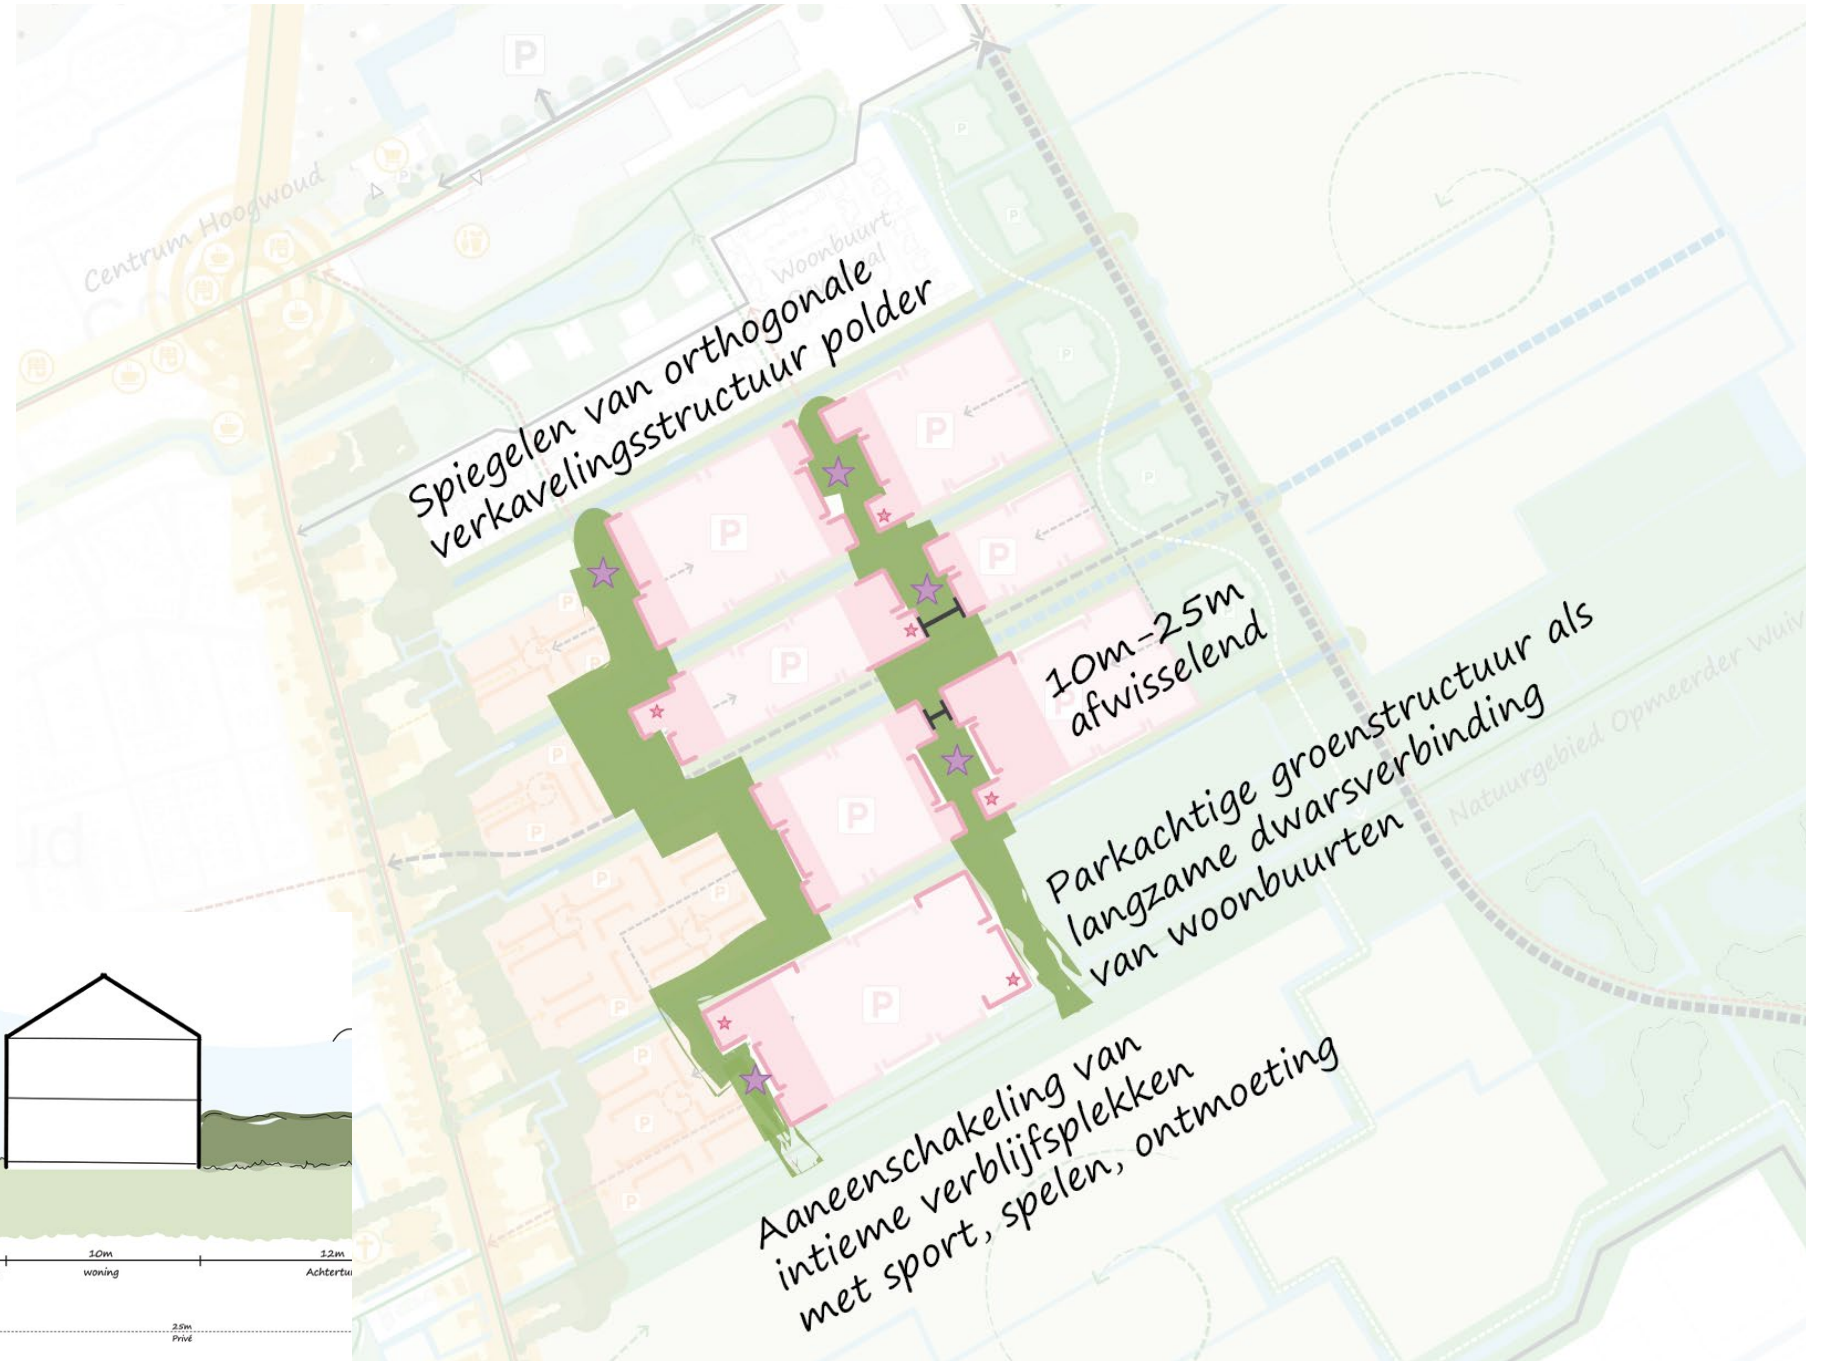 P
Centrum Hoogwoud
P
P
P
Woonbuurt
Spiegelen van orthogonale
verkavelingsstructuur polder
P
P
P
P
P
P
P
P
10m-25m
afwisselend
P
P
P
P
P
P
P
P
P
P
P
Parkachtige groenstructuur als
langzame dwarsverbinding
van woonbuurten
Natuurgebied Opmeerder
Aaneenschakeling van
intieme verblijfsplekken
met sport, spelen, ontmoeting
10m
woning
12m
25m
Privé